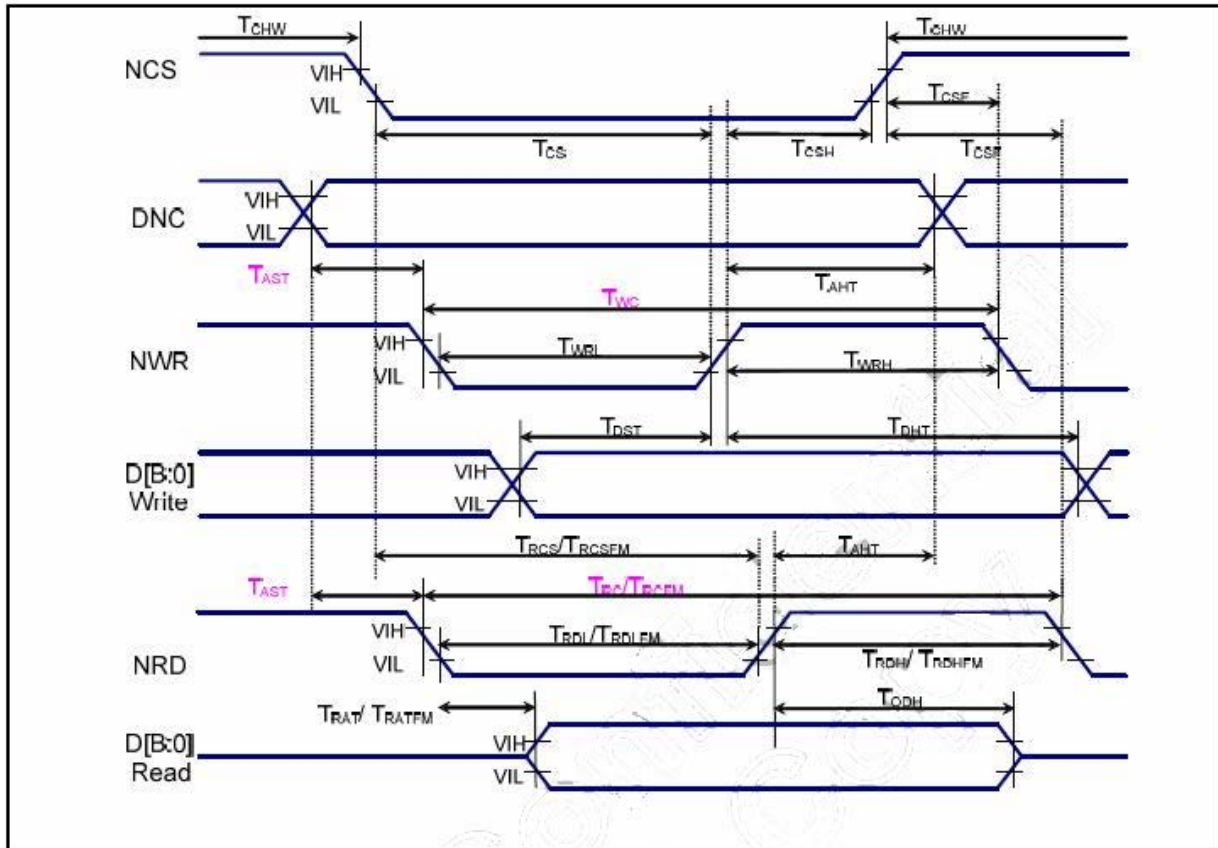 TCHW
TCHW
NCS
VIH
VIL
TCSF
TCS
TCSH
TCSF
DNC
VIH
VIL
TAST
TAHT
TWC
NWR
VIH
VIL
TWRL
TWRH
TDST
TDHT
D[B:0]
Write
VIH
VIL
TRCS/TRCSFM
TAHT
TAST
TRC/TRCFM
NRD
VIH
VIL
TRDL/TRDLFM
TRDH/ TRDHFM
TRAT/ TRATFM
TODH
D[B:0]
Read
VIH
VIL